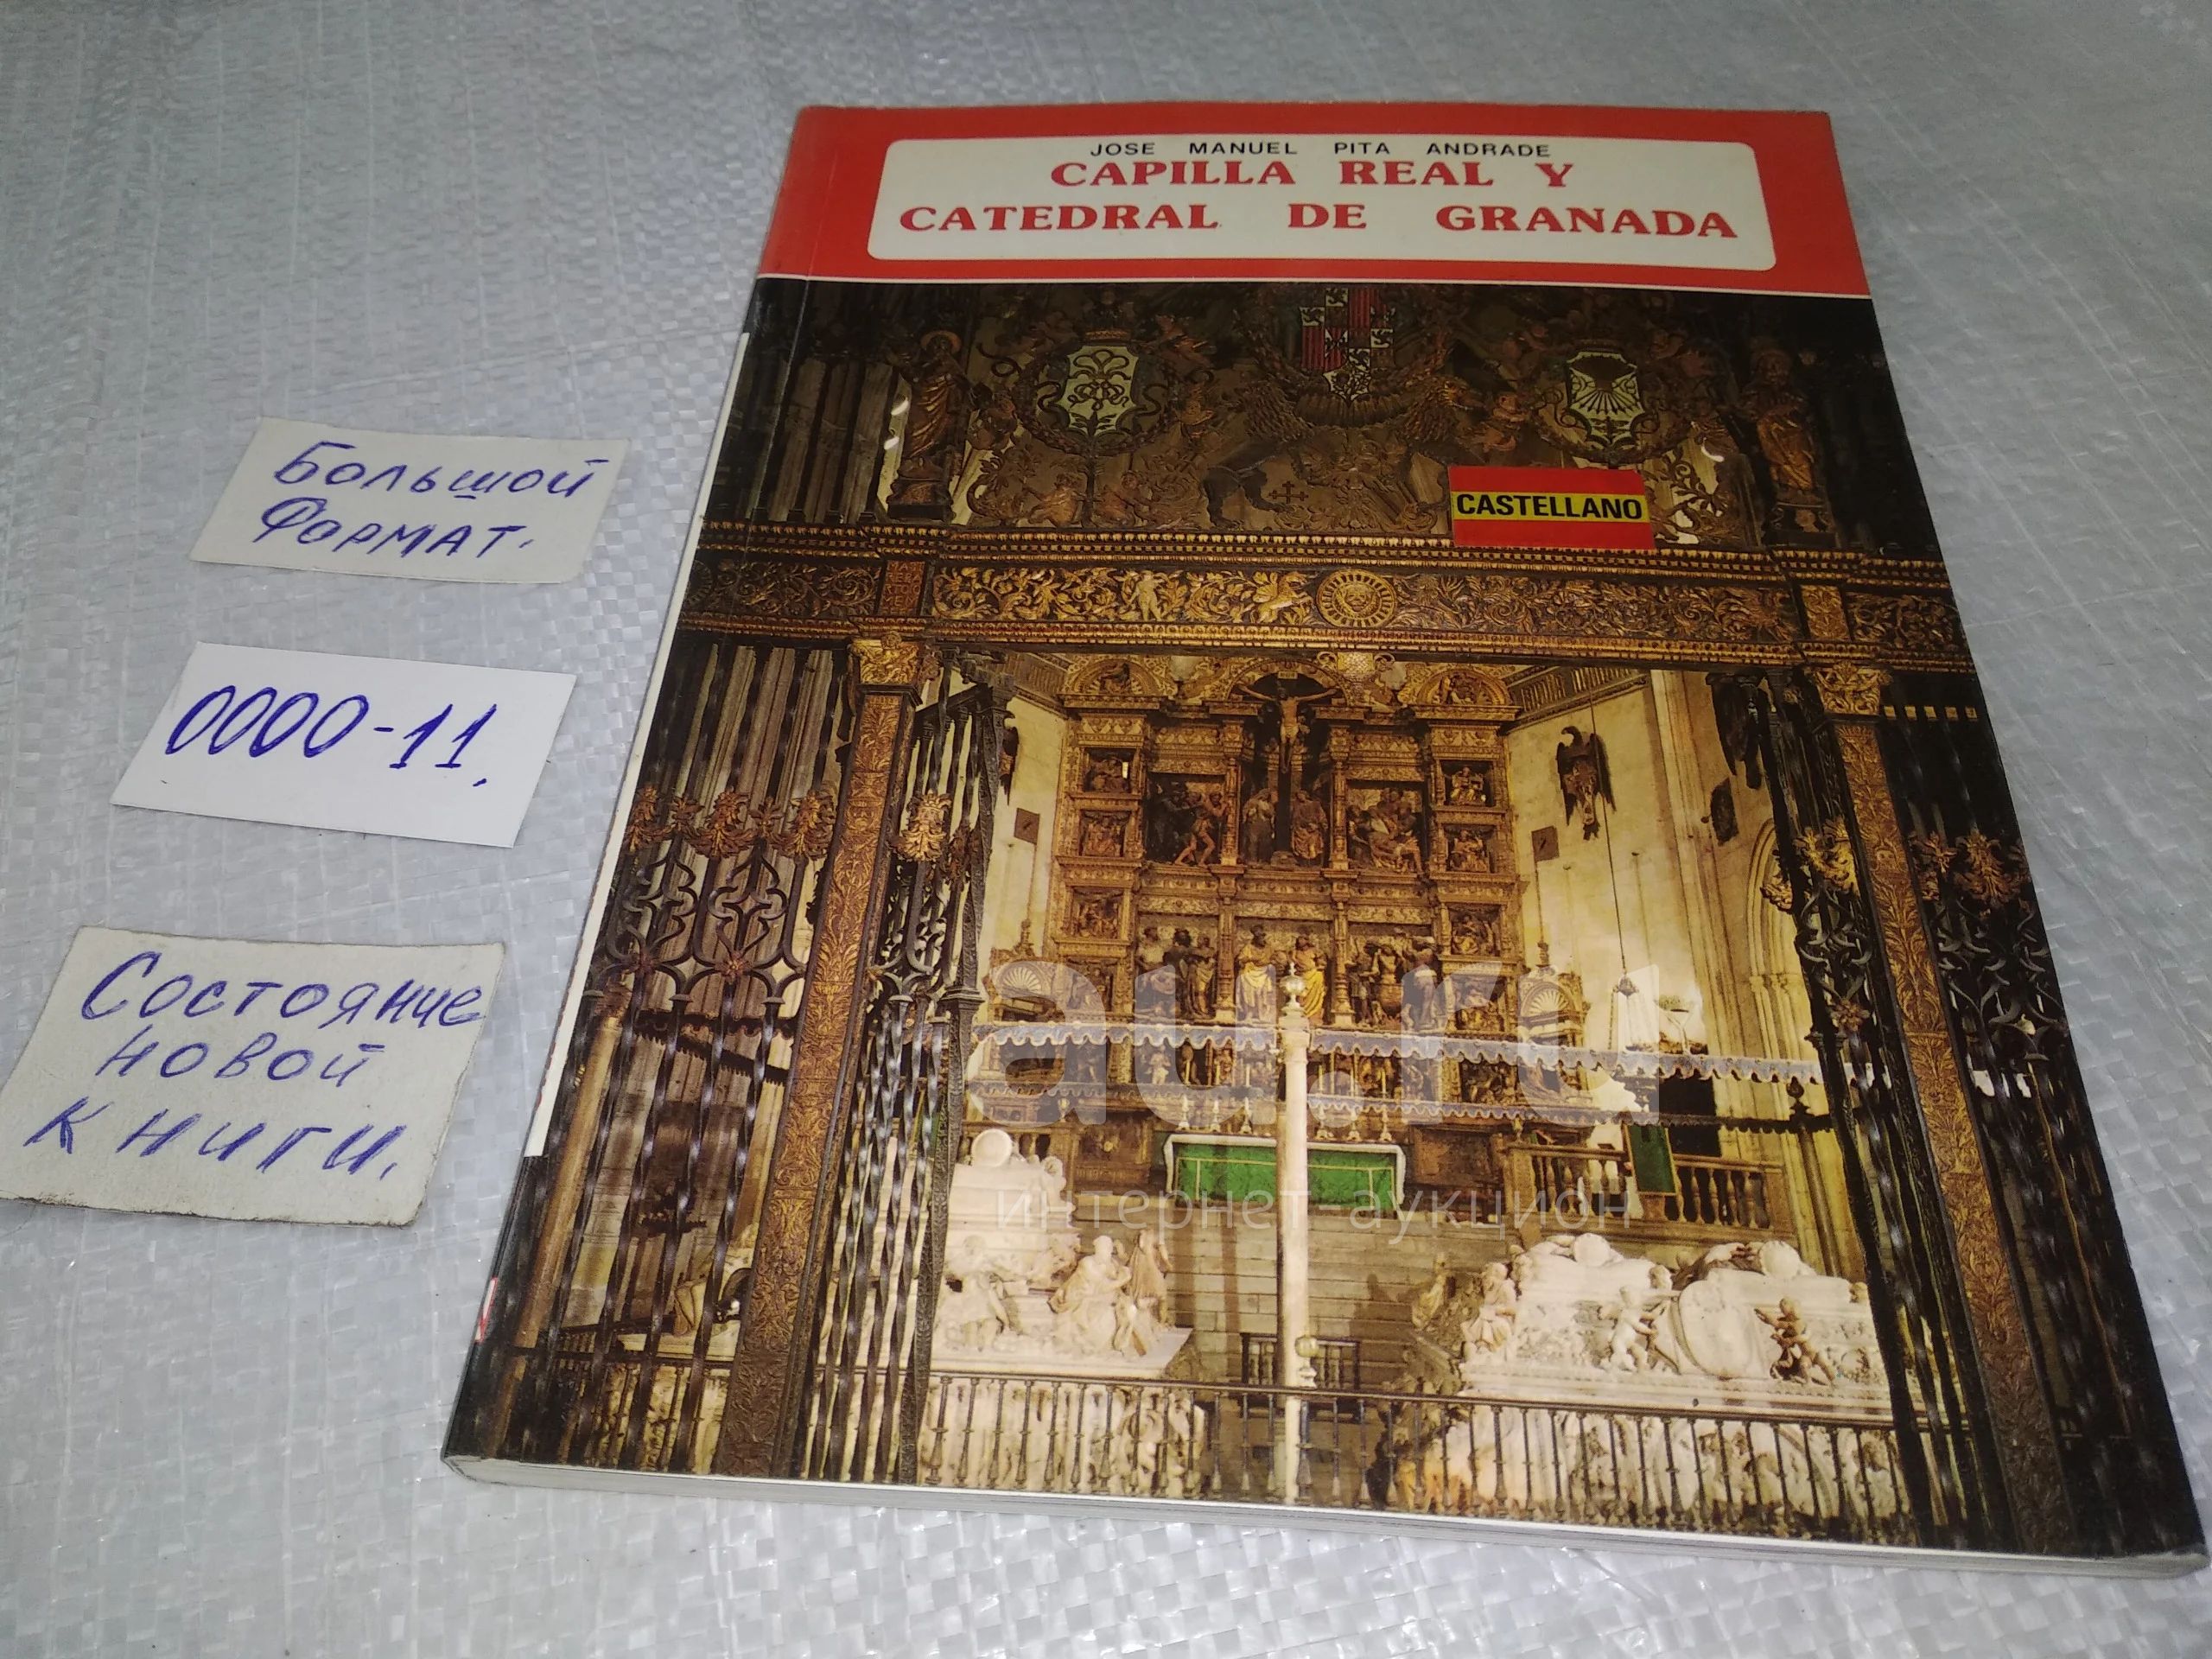 JOSE MANUEL PITA ANDRADE
CAPILLA REAL Y
CATEDRAL DE GRANADA
CASTELLANO
Большой
Формат.
0000-11.
Состояние
новой
книги.
au.ru
интернет-аукцион